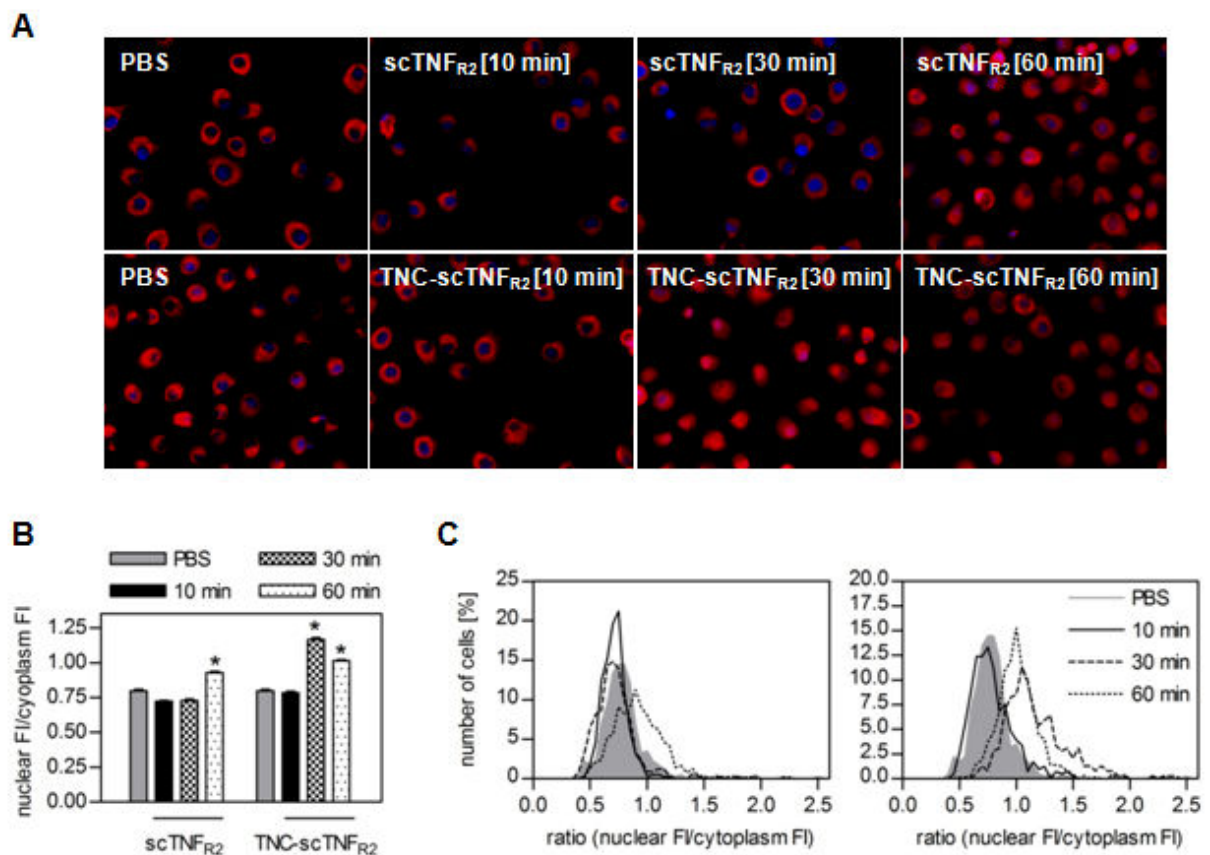 A
PBS
scTNFR2 [10 min]
scTNFR2 [30 min]
scTNFR2 [60 min]
PBS
TNC-scTNFR2 [10 min]
TNC-scTNFR2 [30 min]
TNC-scTNFR2 [60 min]
B
PBS
30 min
10 min
60 min
nuclear FI/cyoplasm FI
1.25
1.00
0.75
0.50
0.25
0.00
* * *
scTNFR2
TNC-scTNFR2
C
number of cells [%]
25
20
15
10
5
0
0.0 0.5 1.0 1.5 2.0 2.5
ratio (nuclear FI/cytoplasm FI)
20.0
17.5
15.0
12.5
10.0
7.5
5.0
2.5
0.0
PBS
10 min
30 min
60 min
0.0 0.5 1.0 1.5 2.0 2.5
ratio (nuclear FI/cytoplasm FI)